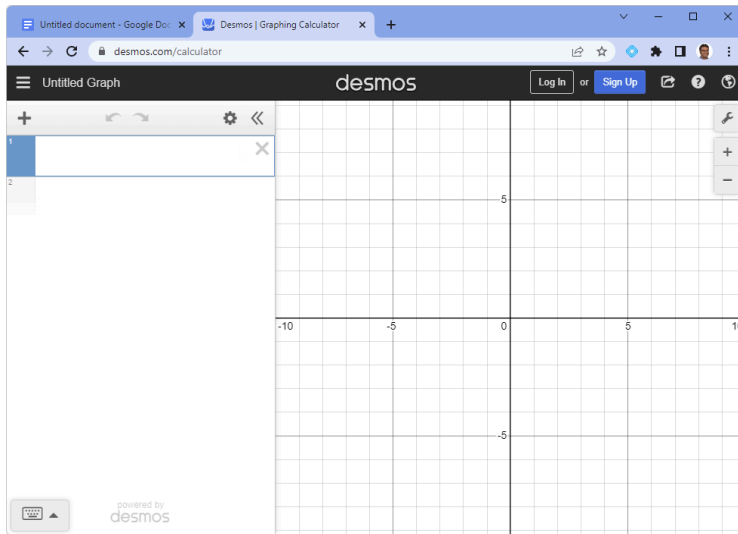 Untitled document - Google Doc
Desmos | Graphing Calculator
desmos.com/calculator
Untitled Graph
desmos
Log In or Sign Up
1
2
5
-10 -5 0 5 1
-5
powered by
desmos